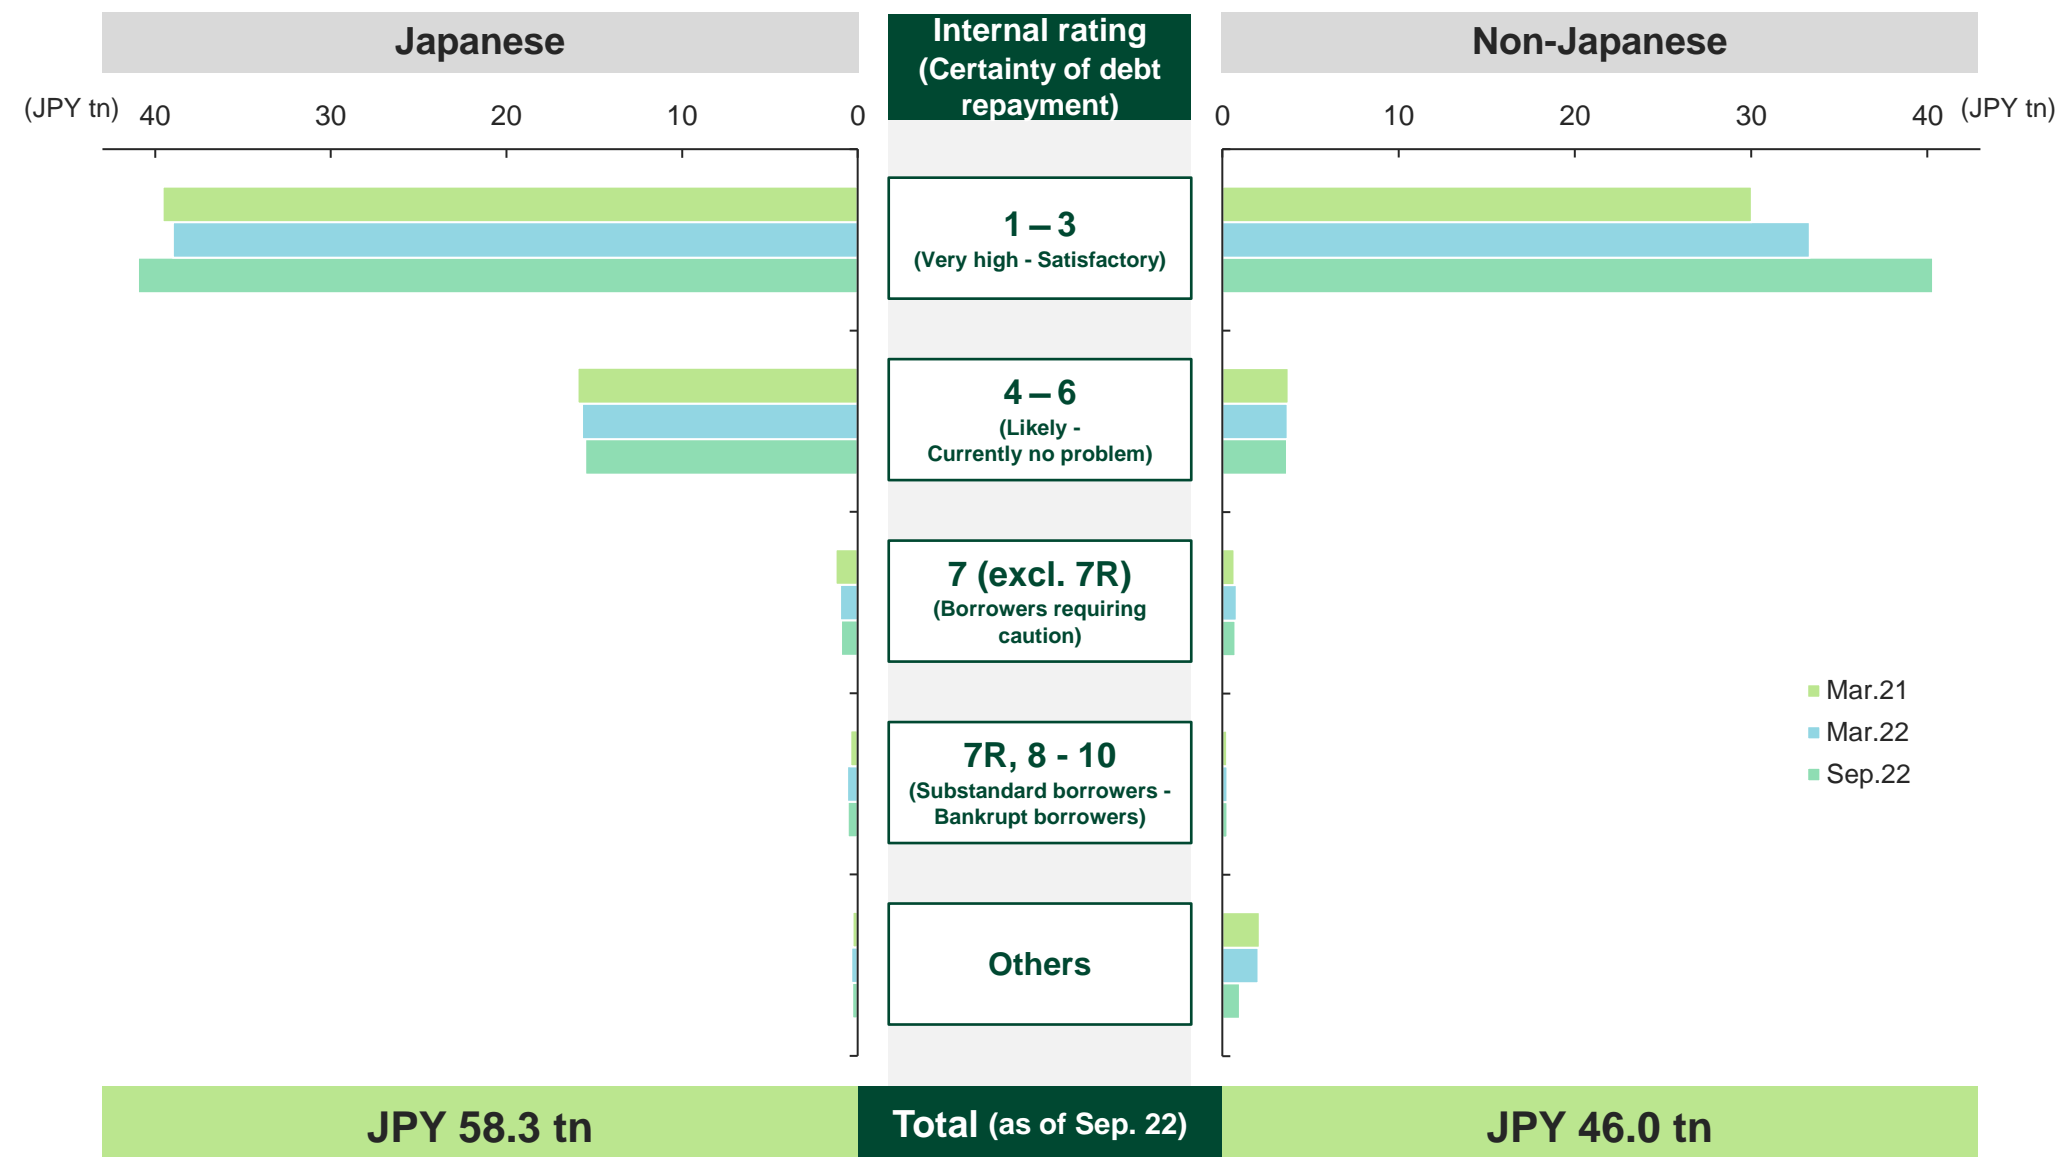 Japanese
Internal rating
(Certainty of debt
repayment)
Non-Japanese
(JPY tn)
40
30
20
10
0
0
10
20
30
40
(JPY tn)
1 – 3
(Very high - Satisfactory)
4 – 6
(Likely -
Currently no problem)
7 (excl. 7R)
(Borrowers requiring
caution)
7R, 8 - 10
(Substandard borrowers -
Bankrupt borrowers)
Others
Mar.21
Mar.22
Sep.22
JPY 58.3 tn
Total (as of Sep. 22)
JPY 46.0 tn